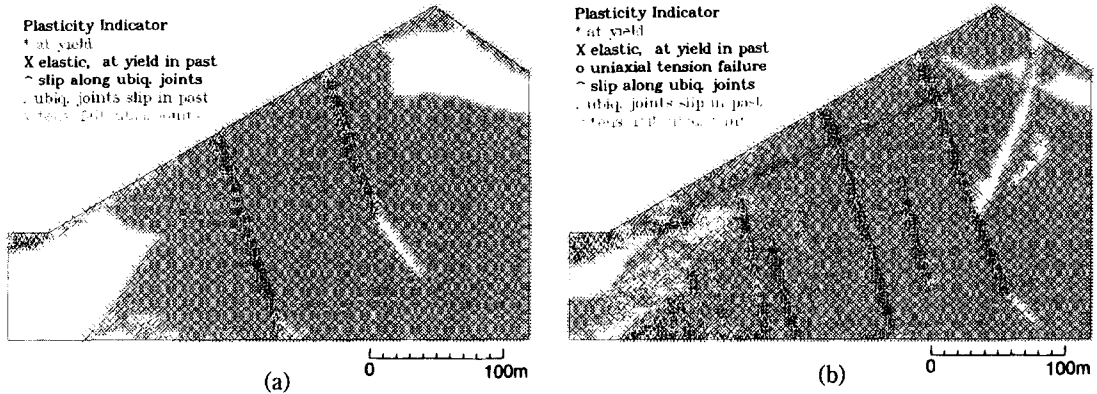 Plasticity Indicator
* at yield
X elastic, at yield in past
^ slip along ubiq. joints
. ubiq. joints slip in past
0 100m
(a)
Plasticity Indicator
* at yield
X elastic, at yield in past
o uniaxial tension failure
^ slip along ubiq. joints
. ubiq. joints slip in past
0 100m
(b)